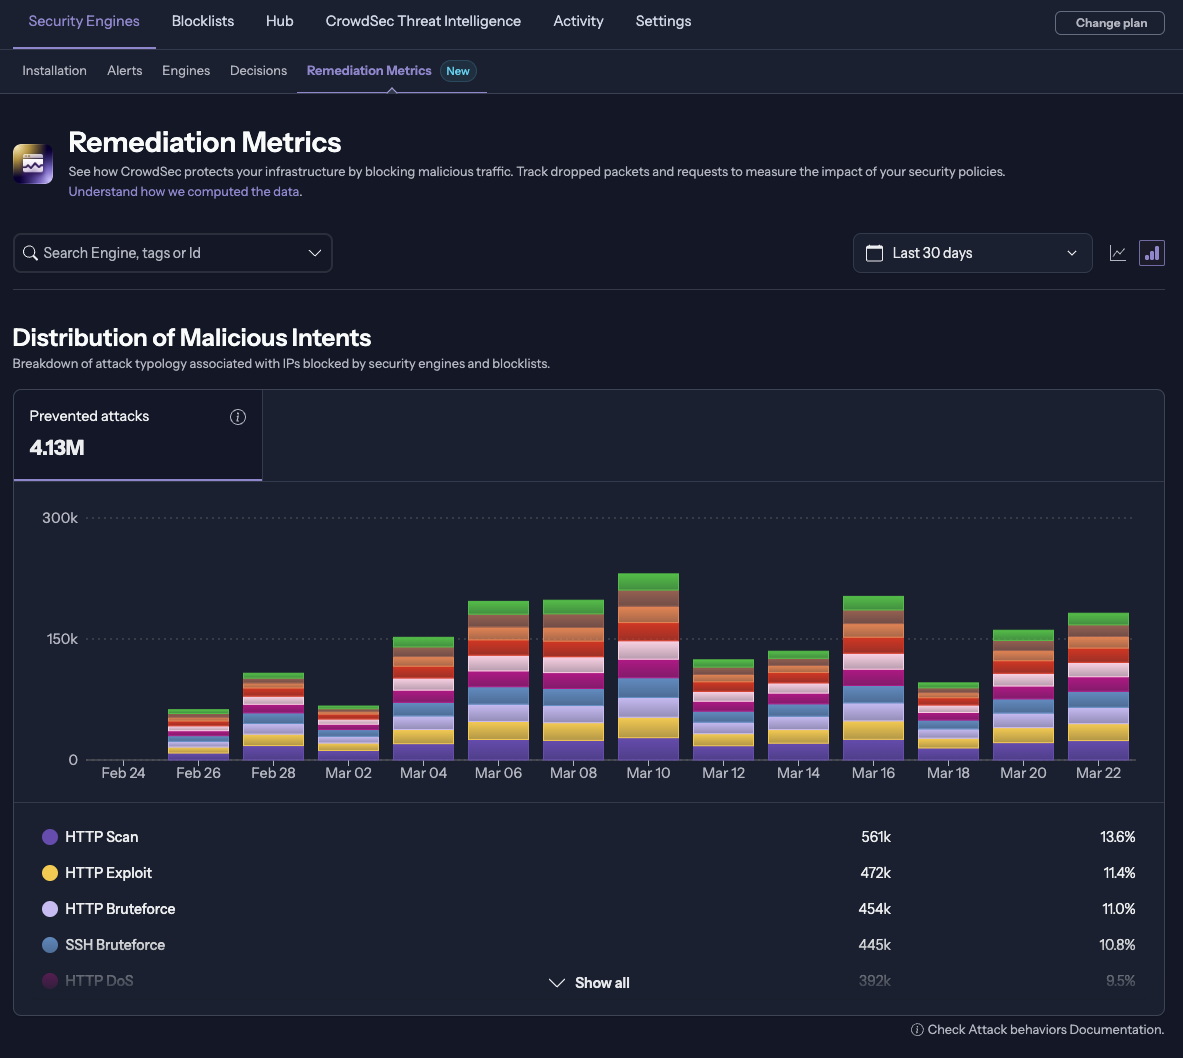 Security Engines Blocklists Hub CrowdSec Threat Intelligence Activity Settings Change plan
Installation Alerts Engines Decisions Remediation Metrics New
Remediation Metrics
See how CrowdSec protects your infrastructure by blocking malicious traffic. Track dropped packets and requests to measure the impact of your security policies.
Understand how we computed the data.
Search Engine, tags or Id Last 30 days
Distribution of Malicious Intents
Breakdown of attack typology associated with IPs blocked by security engines and blocklists.
Prevented attacks
4.13M
300k
150k
0
Feb 24 Feb 26 Feb 28 Mar 02 Mar 04 Mar 06 Mar 08 Mar 10 Mar 12 Mar 14 Mar 16 Mar 18 Mar 20 Mar 22
HTTP Scan 561k 13.6%
HTTP Exploit 472k 11.4%
HTTP Bruteforce 454k 11.0%
SSH Bruteforce 445k 10.8%
HTTP DoS 392k 9.5%
Show all
Check Attack behaviors Documentation.